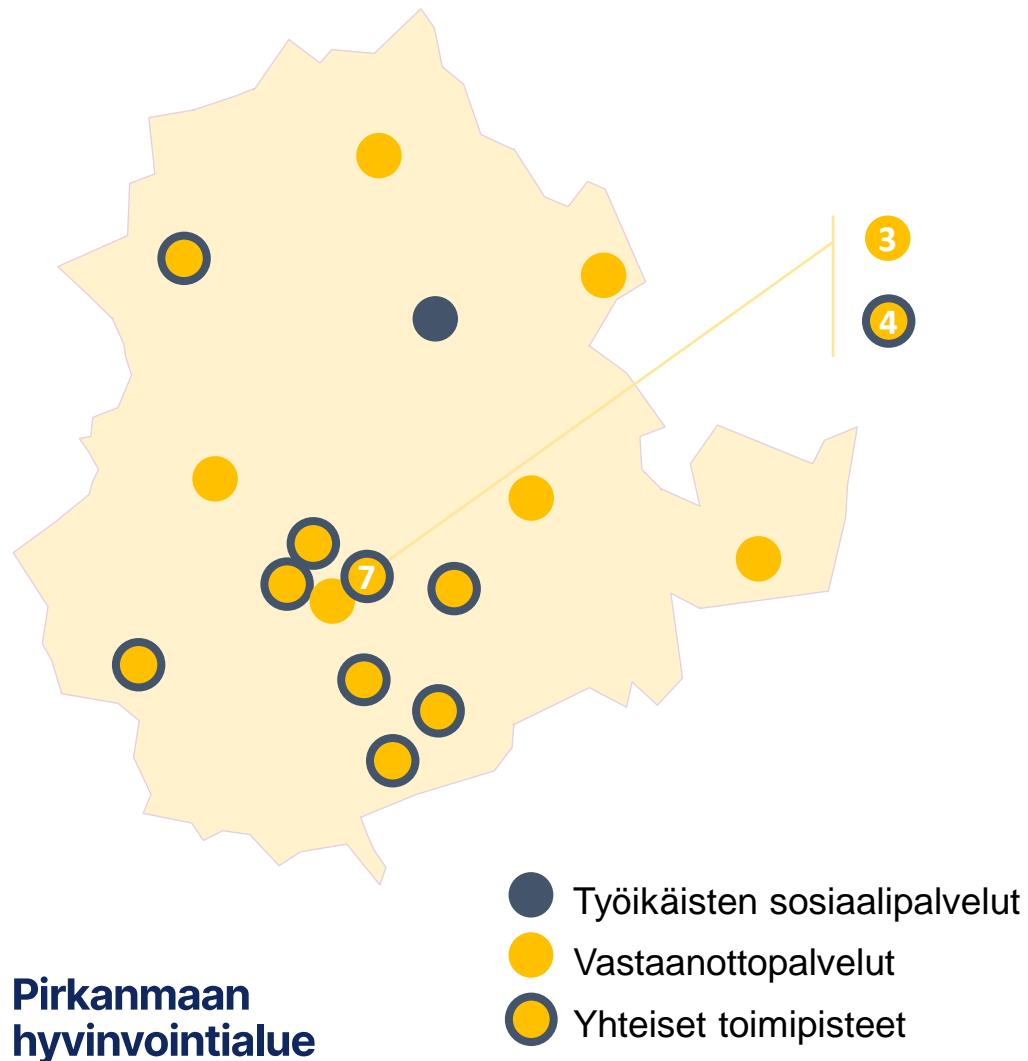 3
4
7
Työikäisten sosiaalipalvelut
Vastaanottopalvelut
Yhteiset toimipisteet
Pirkanmaan
hyvinvointialue